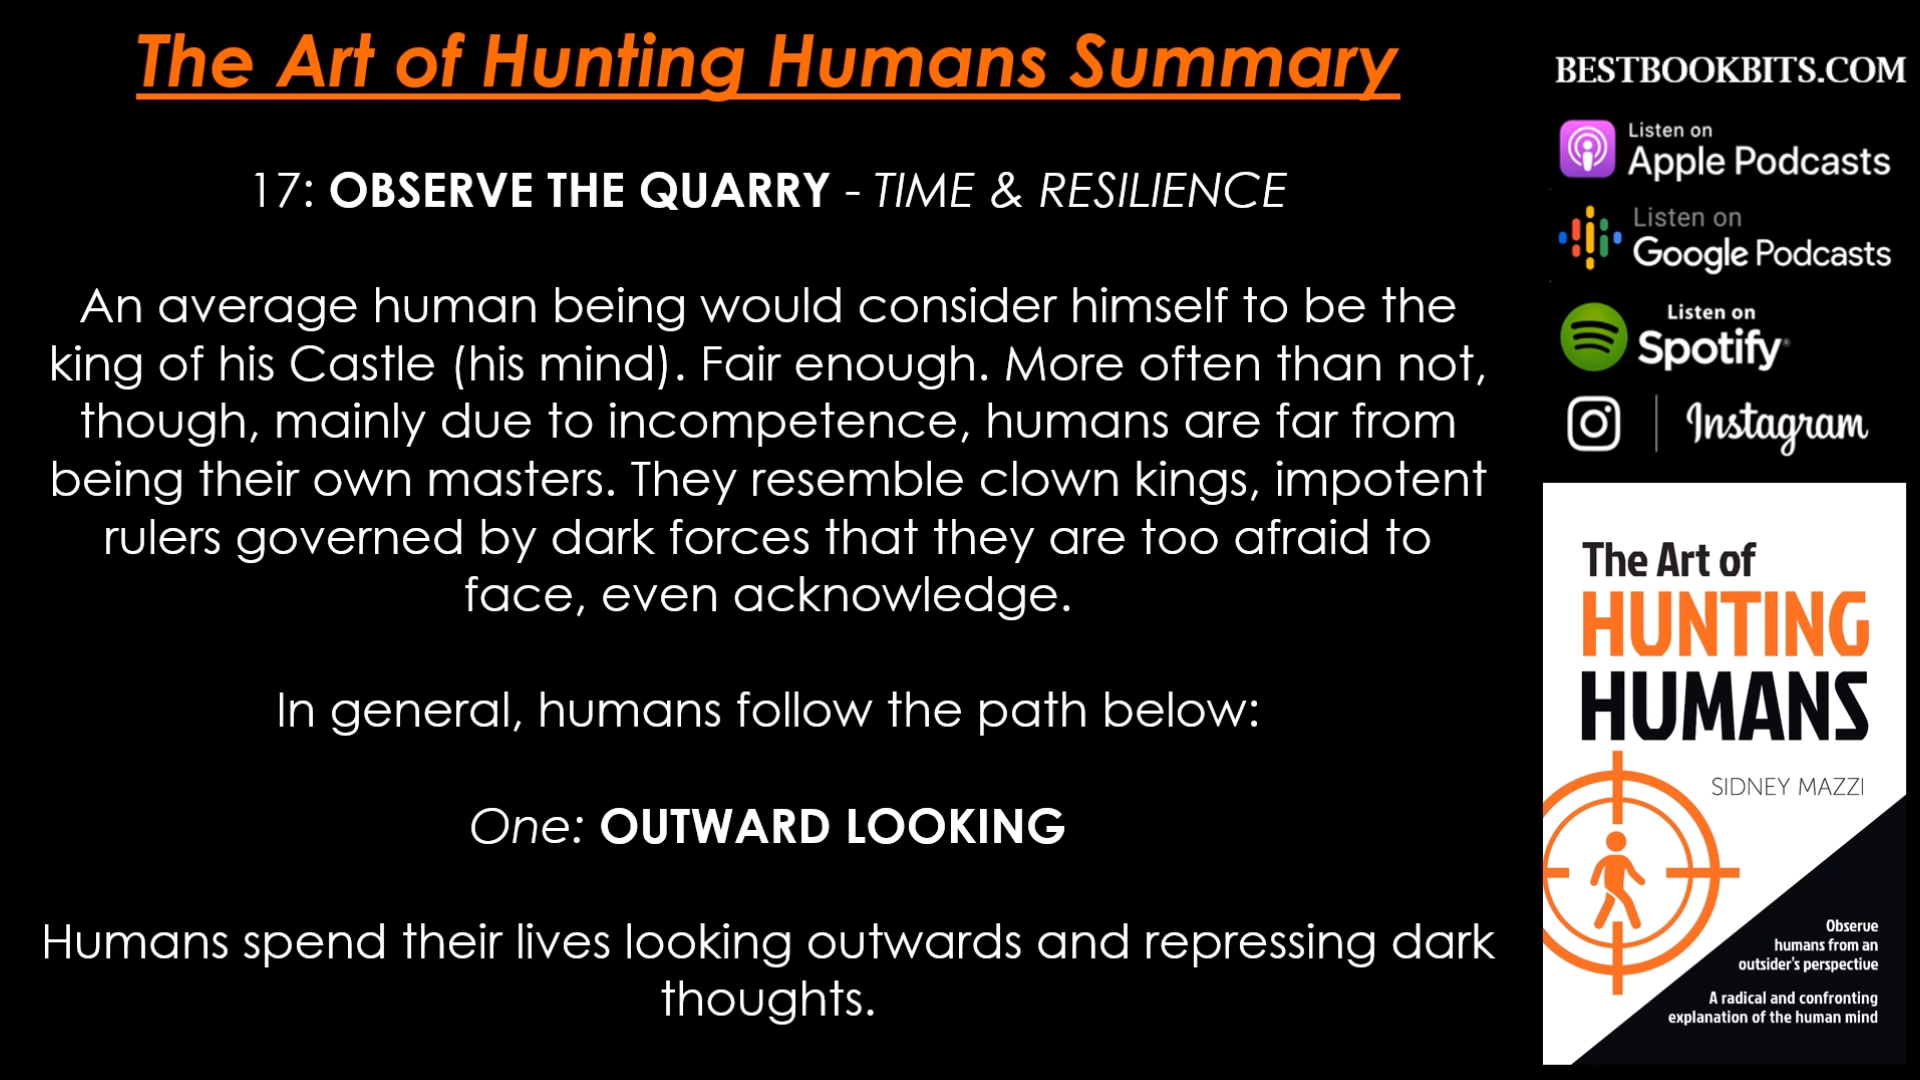 The Art of Hunting Humans Summary
17: OBSERVE THE QUARRY - TIME & RESILIENCE
An average human being would consider himself to be the
king of his Castle (his mind). Fair enough. More often than not,
though, mainly due to incompetence, humans are far from
being their own masters. They resemble clown kings, impotent
rulers governed by dark forces that they are too afraid to
face, even acknowledge.
In general, humans follow the path below:
One: OUTWARD LOOKING
Humans spend their lives looking outwards and repressing dark
thoughts.
BESTBOOKBITS.COM
Listen on
Apple Podcasts
Listen on
Google Podcasts
Listen on
Spotify
Instagram
The Art of
HUNTING
HUMANS
SIDNEY MAZZI
Observe
humans from an
outsider's perspective
A radical and confronting
explanation of the human mind